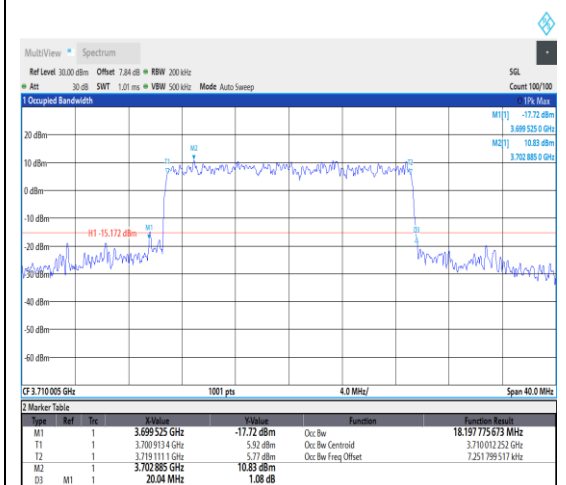 MultiView Spectrum
Ref Level 30.00 dBm Offset 7.84 dB RBW 200 kHz SGL
Att 30 dB SWT 1.01 ms VBW 500 kHz Mode Auto Sweep Count 100/100
1 Occupied Bandwidth 1Pk Max
M1[1] -17.72 dBm
3.699 525 0 GHz
M2[1] 10.83 dBm
3.702 885 0 GHz
20 dBm
M2
T1 T2
10 dBm
0 dBm
-10 dBm
H1 -15.172 dBm M1 D3
-20 dBm
-30 dBm
-40 dBm
-50 dBm
-60 dBm
CF 3.710 005 GHz 1001 pts 4.0 MHz/ Span 40.0 MHz
2 Marker Table
Type Ref Trc X-Value Y-Value Function Function Result
M1 1 3.699 525 GHz -17.72 dBm Occ Bw 18.197 775 673 MHz
T1 1 3.700 913 4 GHz 5.92 dBm Occ Bw Centroid 3.710 012 252 GHz
T2 1 3.719 111 1 GHz 5.77 dBm Occ Bw Freq Offset 7.251 799 517 kHz
M2 1 3.702 885 GHz 10.83 dBm
D3 M1 1 20.04 MHz 1.08 dB